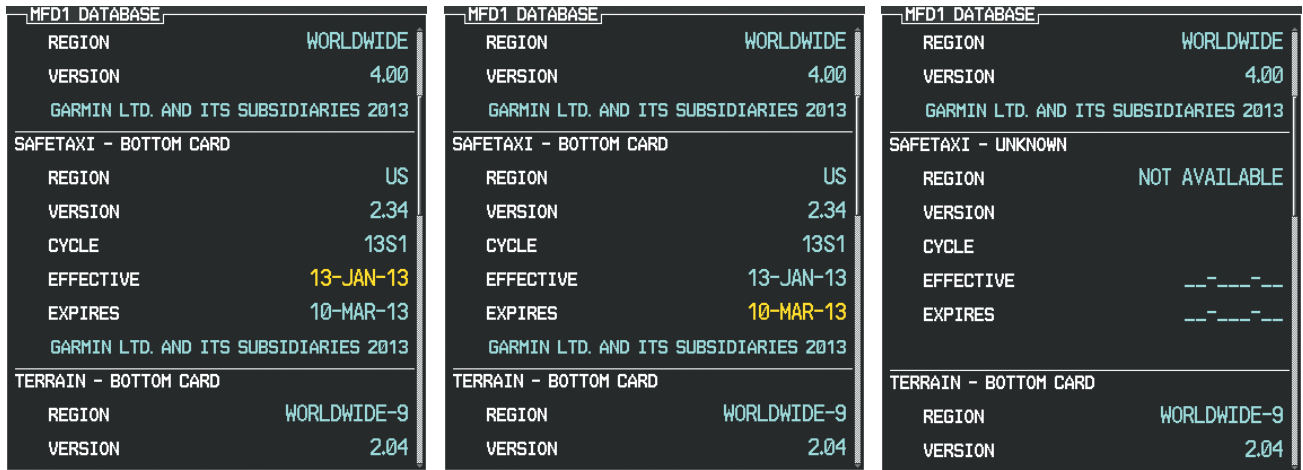 MFD1 DATABASE
REGION WORLDWIDE
VERSION 4.00
GARMIN LTD. AND ITS SUBSIDIARIES 2013
SAFETAXI - BOTTOM CARD
REGION US
VERSION 2.34
CYCLE 13S1
EFFECTIVE 13-JAN-13
EXPIRES 10-MAR-13
GARMIN LTD. AND ITS SUBSIDIARIES 2013
TERRAIN - BOTTOM CARD
REGION WORLDWIDE-9
VERSION 2.04
MFD1 DATABASE
REGION WORLDWIDE
VERSION 4.00
GARMIN LTD. AND ITS SUBSIDIARIES 2013
SAFETAXI - BOTTOM CARD
REGION US
VERSION 2.34
CYCLE 13S1
EFFECTIVE 13-JAN-13
EXPIRES 10-MAR-13
GARMIN LTD. AND ITS SUBSIDIARIES 2013
TERRAIN - BOTTOM CARD
REGION WORLDWIDE-9
VERSION 2.04
MFD1 DATABASE
REGION WORLDWIDE
VERSION 4.00
GARMIN LTD. AND ITS SUBSIDIARIES 2013
SAFETAXI - UNKNOWN
REGION NOT AVAILABLE
VERSION
CYCLE
EFFECTIVE __-___-__
EXPIRES __-___-__
TERRAIN - BOTTOM CARD
REGION WORLDWIDE-9
VERSION 2.04